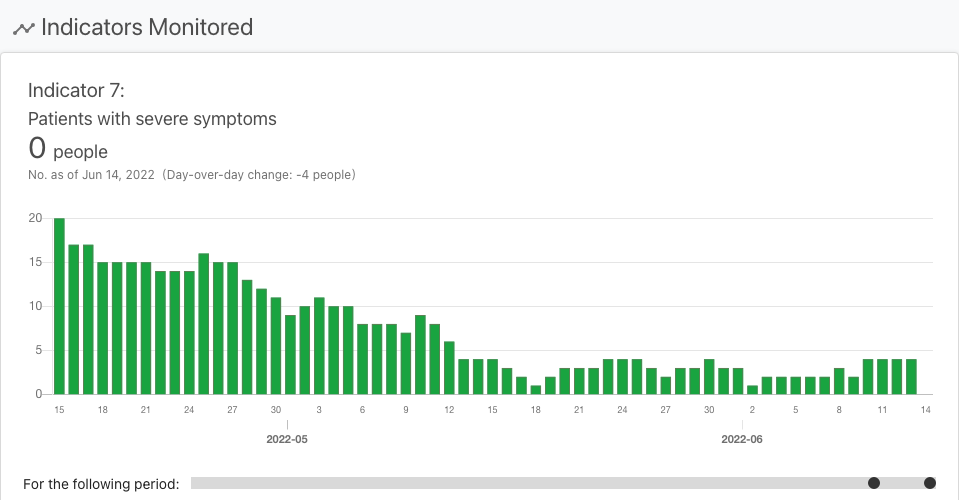 Indicators Monitored
Indicator 7:
Patients with severe symptoms
0 people
No. as of Jun 14, 2022 (Day-over-day change: -4 people)
20
15
10
5
0
15 18 21 24 27 30 3 6 9 12 15 18 21 24 27 30 2 5 8 11 14
2022-05 2022-06
For the following period: